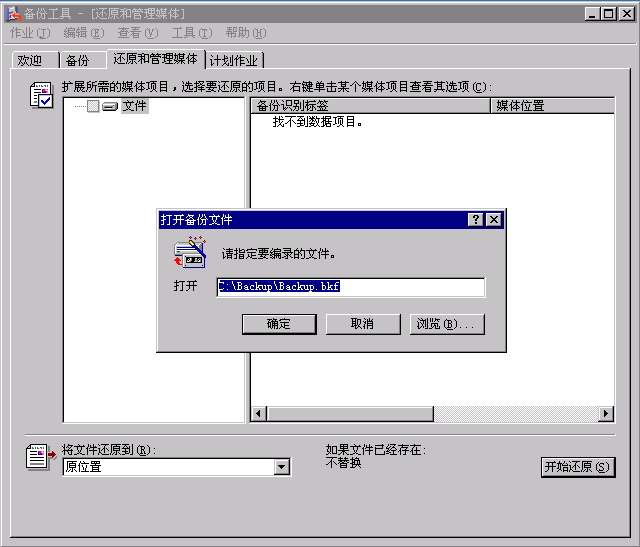 备份工具 - [还原和管理媒体]
作业(J) 编辑(E) 查看(V) 工具(T) 帮助(H)
欢迎 备份 还原和管理媒体 计划作业
扩展所需的媒体项目，选择要还原的项目。右键单击某个媒体项目查看其选项(C):
文件
备份识别标签 媒体位置
找不到数据项目。
打开备份文件
请指定要编录的文件。
打开 C:\Backup\Backup.bkf
确定 取消 浏览(B)...
将文件还原到(R):
原位置
如果文件已经存在:
不替换
开始还原(S)